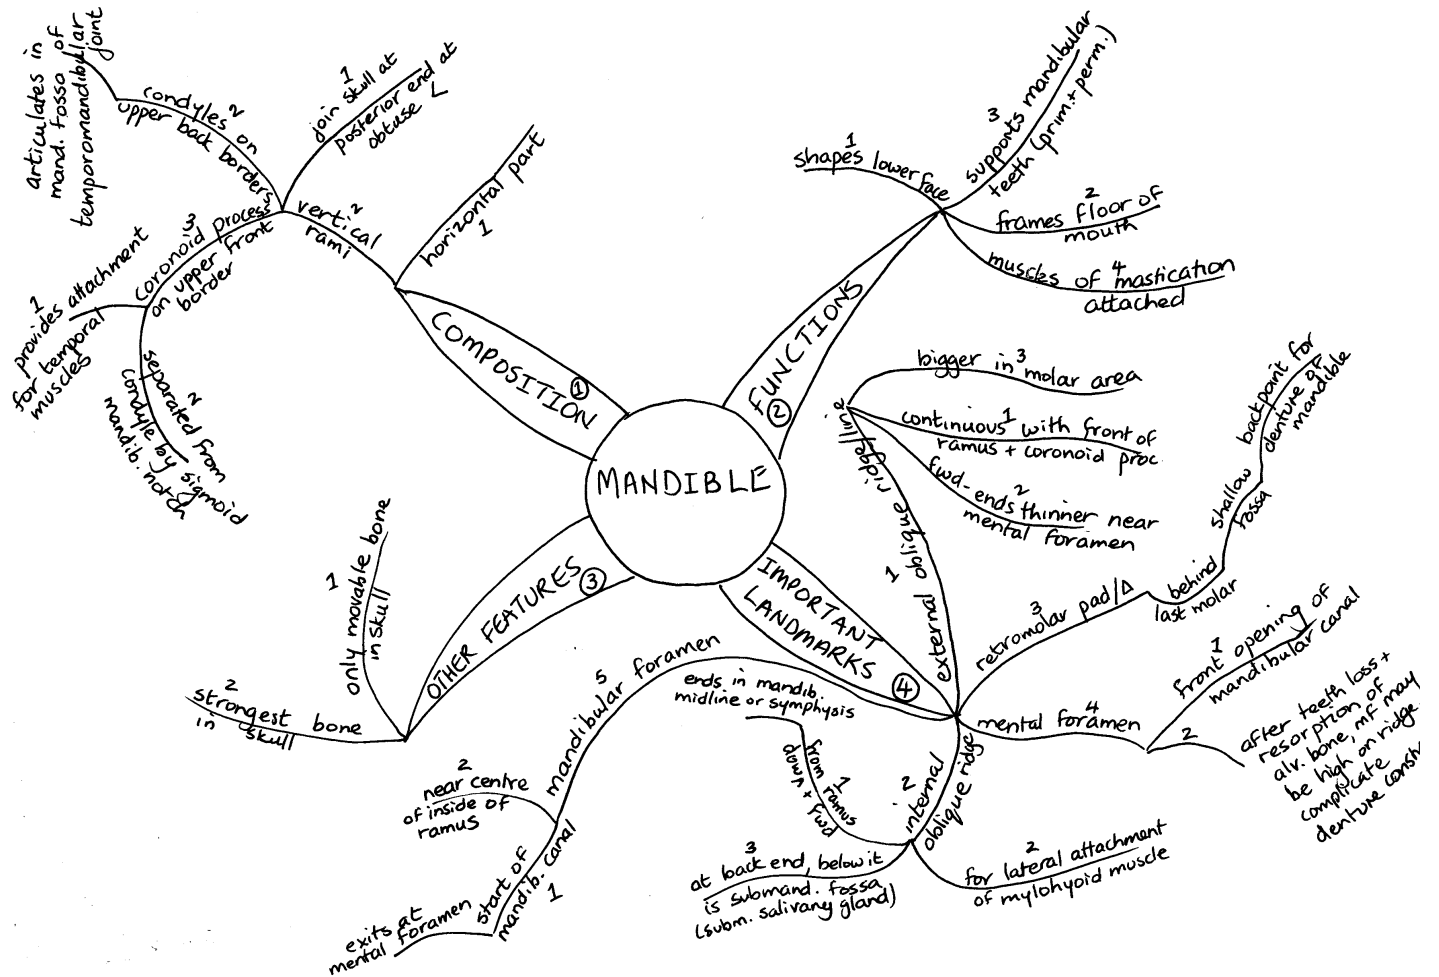 MANDIBLE
COMPOSITION
1
horizontal part
1
vertical
2
rami
1
join skull at
posterior end at
obtuse <
condyles on
2
upper back borders
articulates in
mand. fossa of
temporomandibular
joint
3
coronoid process
on upper front
border
1
provides attachment
for temporal
muscles
2
separated from
condyle by sigmoid
mandib. notch
FUNCTIONS
2
1
shapes lower face
2
frames floor of
mouth
3
supports mandibular
teeth (prim. + perm.)
4
muscles of mastication
attached
OTHER FEATURES
3
1
only movable bone
in skull
2
strongest bone
in skull
IMPORTANT
LANDMARKS
4
1
external oblique ridge/line
1
continuous with front of
ramus + coronoid proc.
2
fwd-ends thinner near
mental foramen
3
bigger in molar area
2
internal
oblique ridge
1
from ramus
down + fwd
ends in mandib.
midline or symphysis
2
for lateral attachment
of mylohyoid muscle
3
at back end, below it
is submand. fossa
(subm. salivary gland)
3
retromolar pad/Δ
behind
last molar
shallow
fossa
backpoint for
denture of
mandible
4
mental foramen
1
front opening of
mandibular canal
2
after teeth loss +
resorption of
alv. bone, mf may
be high on ridge.
complicate
denture
5
mandibular foramen
1
start of
mandib. canal
exits at
mental foramen
2
near centre
of inside of
ramus